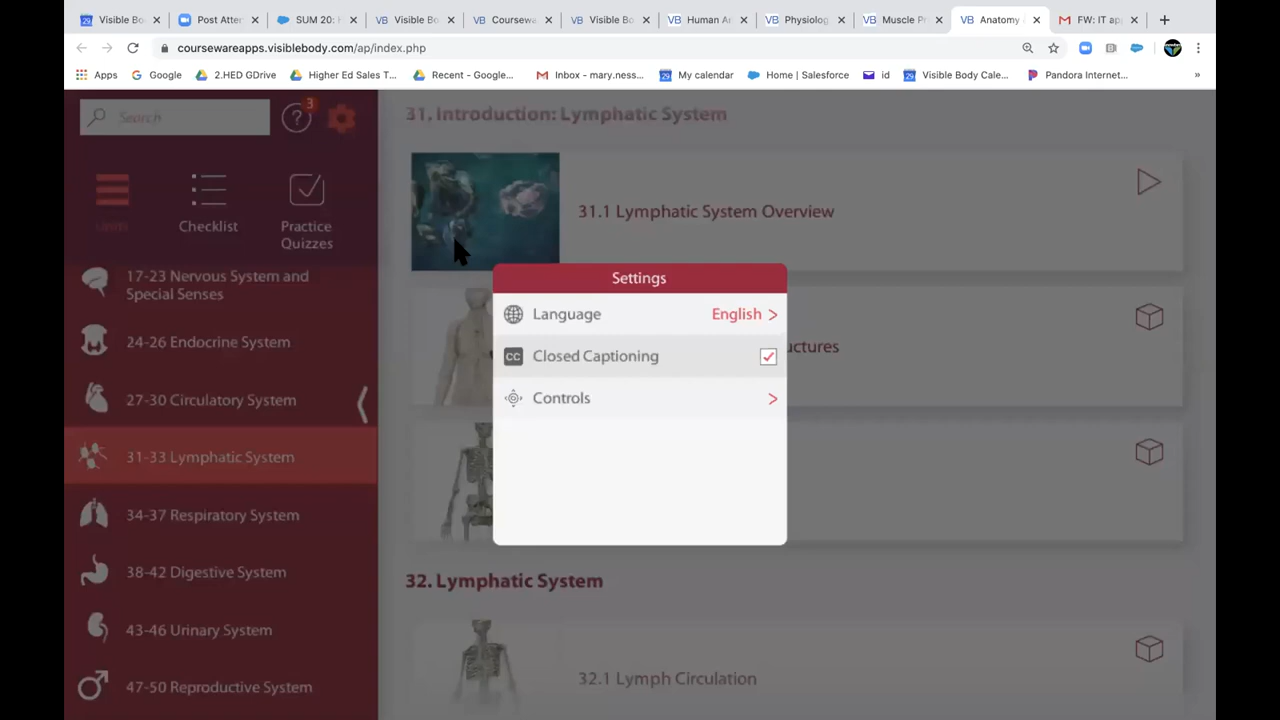 Visible Bo
Post Atten
SUM 20: H
Visible Bo
Coursewa
Visible Bo
Human An
Physiolog
Muscle Pr
Anatomy
FW: IT ap
coursewareapps.visiblebody.com/ap/index.php
Apps
Google
2.HED GDrive
Higher Ed Sales T...
Recent - Google...
Inbox - mary.ness...
My calendar
Home | Salesforce
id
Visible Body Cale...
Pandora Internet...
»
Search
3
Checklist
Practice
Quizzes
17-23 Nervous System and
Special Senses
24-26 Endocrine System
27-30 Circulatory System
31-33 Lymphatic System
34-37 Respiratory System
38-42 Digestive System
43-46 Urinary System
47-50 Reproductive System
31. Introduction: Lymphatic System
31.1 Lymphatic System Overview
Settings
Language
English >
CC Closed Captioning
Controls >
32. Lymphatic System
32.1 Lymph Circulation